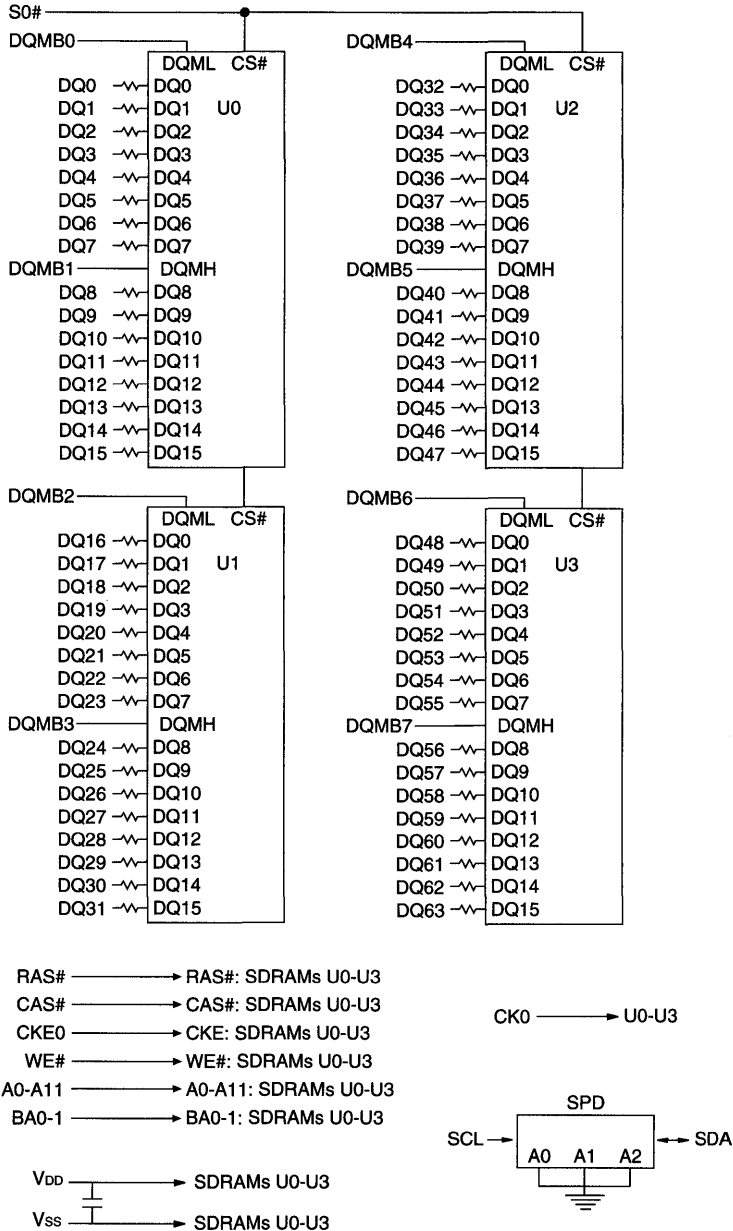 S0#
DQMB0 DQMB4
DQML CS# DQML CS#
DQ0 DQ0 DQ32 DQ0
DQ1 DQ1 U0 DQ33 DQ1 U2
DQ2 DQ2 DQ34 DQ2
DQ3 DQ3 DQ35 DQ3
DQ4 DQ4 DQ36 DQ4
DQ5 DQ5 DQ37 DQ5
DQ6 DQ6 DQ38 DQ6
DQ7 DQ7 DQ39 DQ7
DQMB1 DQMH DQMB5 DQMH
DQ8 DQ8 DQ40 DQ8
DQ9 DQ9 DQ41 DQ9
DQ10 DQ10 DQ42 DQ10
DQ11 DQ11 DQ43 DQ11
DQ12 DQ12 DQ44 DQ12
DQ13 DQ13 DQ45 DQ13
DQ14 DQ14 DQ46 DQ14
DQ15 DQ15 DQ47 DQ15
DQMB2 DQMB6
DQML CS# DQML CS#
DQ16 DQ0 DQ48 DQ0
DQ17 DQ1 U1 DQ49 DQ1 U3
DQ18 DQ2 DQ50 DQ2
DQ19 DQ3 DQ51 DQ3
DQ20 DQ4 DQ52 DQ4
DQ21 DQ5 DQ53 DQ5
DQ22 DQ6 DQ54 DQ6
DQ23 DQ7 DQ55 DQ7
DQMB3 DQMH DQMB7 DQMH
DQ24 DQ8 DQ56 DQ8
DQ25 DQ9 DQ57 DQ9
DQ26 DQ10 DQ58 DQ10
DQ27 DQ11 DQ59 DQ11
DQ28 DQ12 DQ60 DQ12
DQ29 DQ13 DQ61 DQ13
DQ30 DQ14 DQ62 DQ14
DQ31 DQ15 DQ63 DQ15
RAS# RAS#: SDRAMs U0-U3
CAS# CAS#: SDRAMs U0-U3
CKE0 CKE: SDRAMs U0-U3
WE# WE#: SDRAMs U0-U3
A0-A11 A0-A11: SDRAMs U0-U3
BA0-1 BA0-1: SDRAMs U0-U3
VDD SDRAMs U0-U3
VSS SDRAMs U0-U3
CK0 U0-U3
SPD
SCL SDA
A0 A1 A2